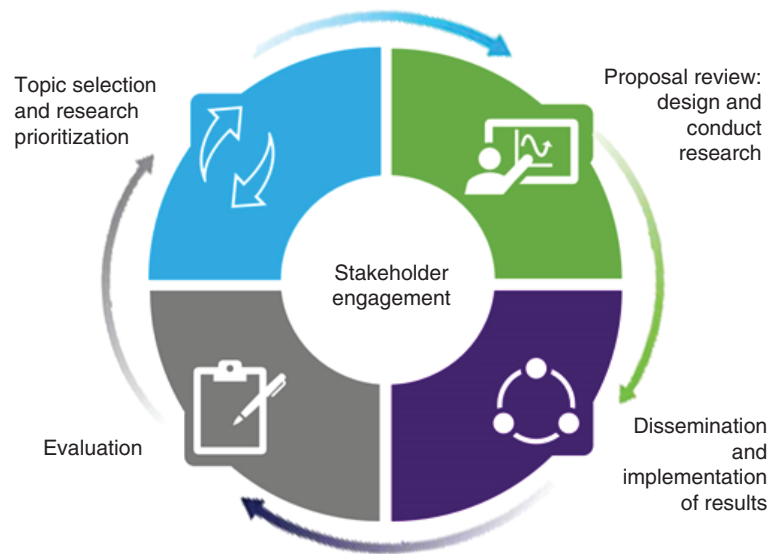 Topic selection
and research
prioritization
Proposal review:
design and
conduct
research
Stakeholder
engagement
Evaluation
Dissemination
and
implementation
of results